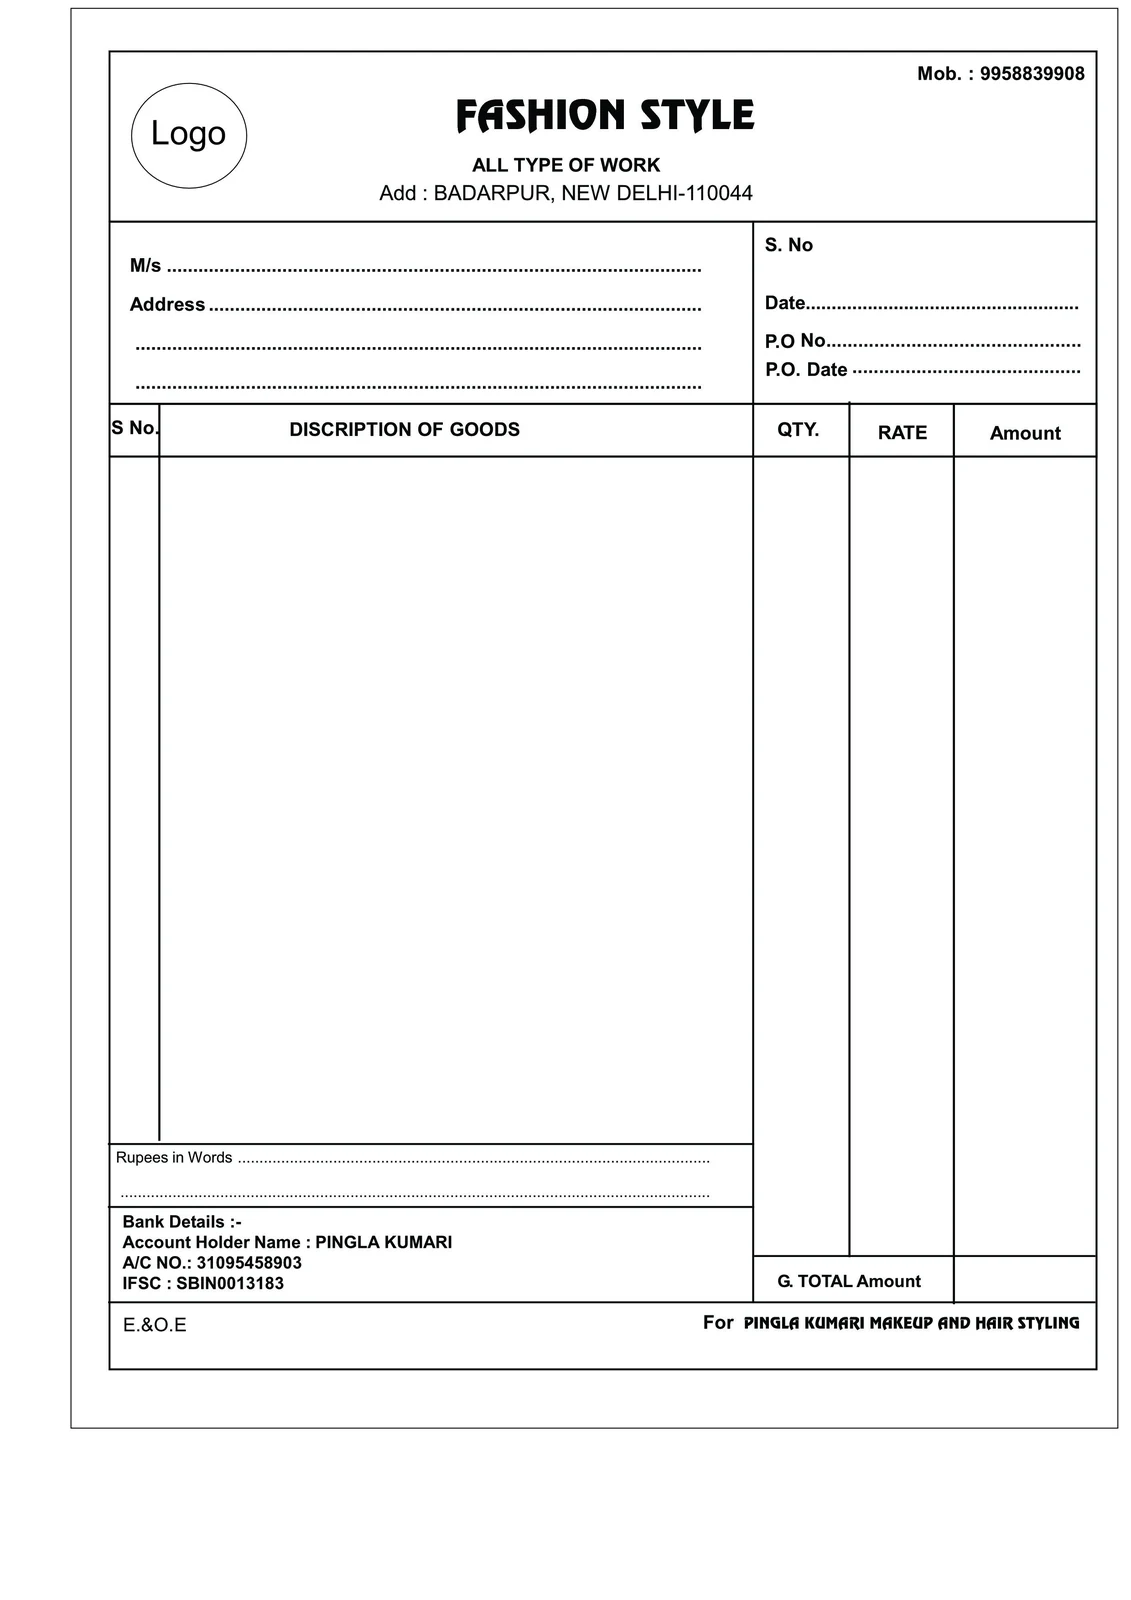 Mob. : 9958839908
Logo
FASHION STYLE
ALL TYPE OF WORK
Add : BADARPUR, NEW DELHI-110044
M/s ......................................................................................................
Address ..............................................................................................
............................................................................................................
............................................................................................................
S. No
Date.....................................................
P.O No.................................................
P.O. Date ............................................
S No. DISCRIPTION OF GOODS QTY. RATE Amount
Rupees in Words ..............................................................................................................
..........................................................................................................................................
Bank Details :-
Account Holder Name : PINGLA KUMARI
A/C NO.: 31095458903
IFSC : SBIN0013183
G. TOTAL Amount
E.&O.E
For PINGLA KUMARI MAKEUP AND HAIR STYLING